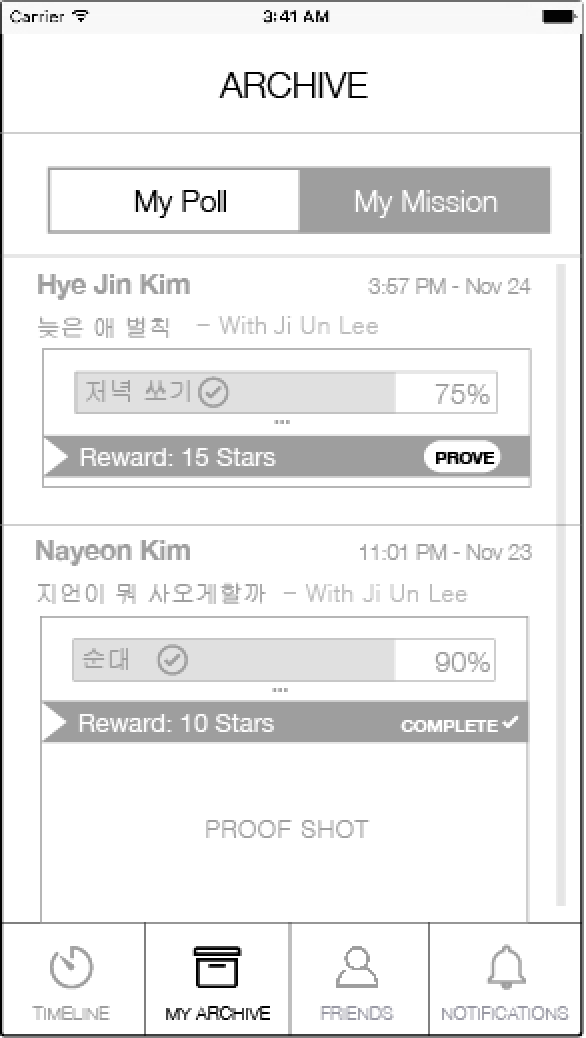 Carrier 3:41 AM
ARCHIVE
My Poll My Mission
Hye Jin Kim 3:57 PM - Nov 24
늦은 애 벌칙 - With Ji Un Lee
저녁 쏘기 75%
...
Reward: 15 Stars PROVE
Nayeon Kim 11:01 PM - Nov 23
지언이 뭐 사오게할까 - With Ji Un Lee
순대 90%
...
Reward: 10 Stars COMPLETE
PROOF SHOT
TIMELINE MY ARCHIVE FRIENDS NOTIFICATIONS